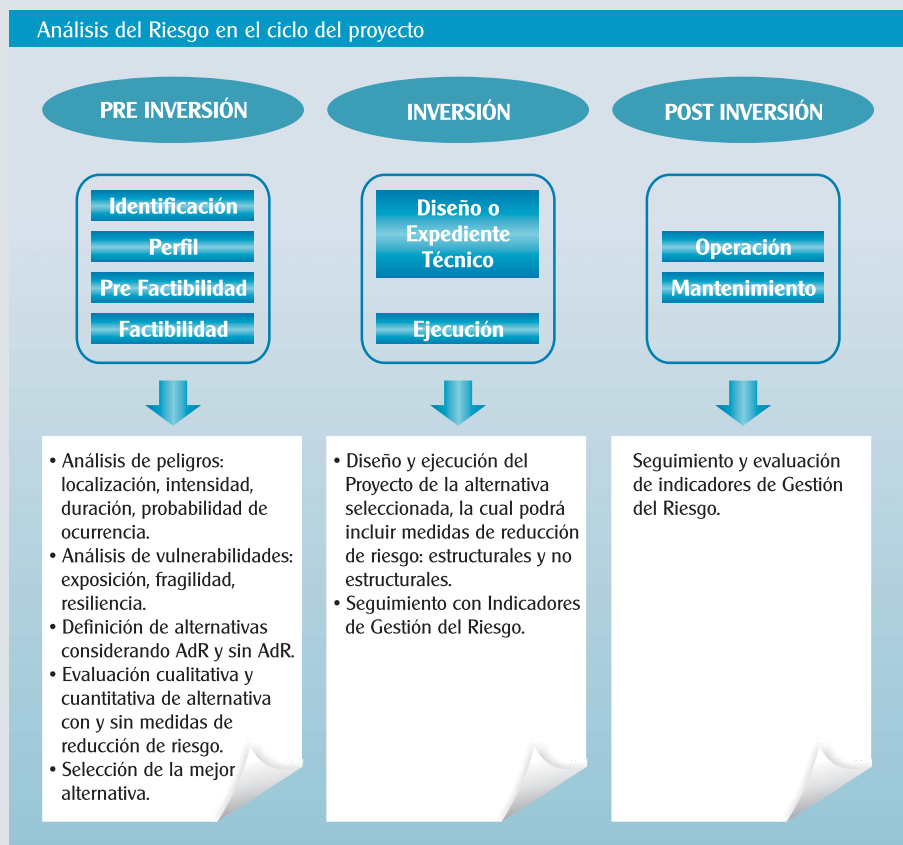 Análisis del Riesgo en el ciclo del proyecto
PRE INVERSIÓN
Identificación
Perfil
Pre Factibilidad
Factibilidad
• Análisis de peligros:
localización, intensidad,
duración, probabilidad de
ocurrencia.
• Análisis de vulnerabilidades:
exposición, fragilidad,
resiliencia.
• Definición de alternativas
considerando AdR y sin AdR.
• Evaluación cualitativa y
cuantitativa de alternativa
con y sin medidas de
reducción de riesgo.
• Selección de la mejor
alternativa.
INVERSIÓN
Diseño o
Expediente
Técnico
Ejecución
• Diseño y ejecución del
Proyecto de la alternativa
seleccionada, la cual podrá
incluir medidas de reducción
de riesgo: estructurales y no
estructurales.
• Seguimiento con Indicadores
de Gestión del Riesgo.
POST INVERSIÓN
Operación
Mantenimiento
Seguimiento y evaluación
de indicadores de Gestión
del Riesgo.